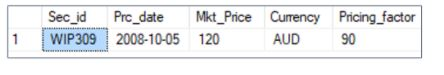 Sec_id Prc_date Mkt_Price Currency Pricing_factor
1 WIP309 2008-10-05 120 AUD 90